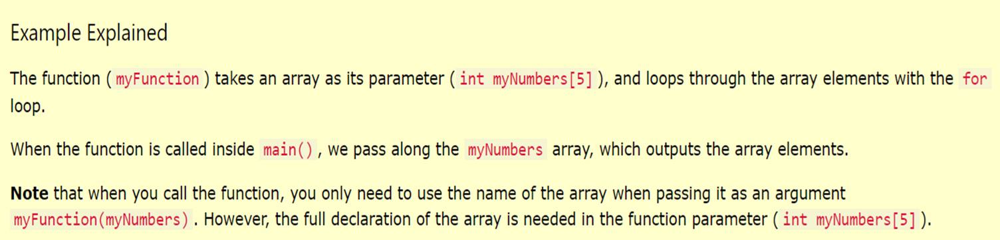 Example Explained
The function (myFunction) takes an array as its parameter (int myNumbers[5]), and loops through the array elements with the for
loop.
When the function is called inside main(), we pass along the myNumbers array, which outputs the array elements.
Note that when you call the function, you only need to use the name of the array when passing it as an argument
myFunction(myNumbers). However, the full declaration of the array is needed in the function parameter (int myNumbers[5]).